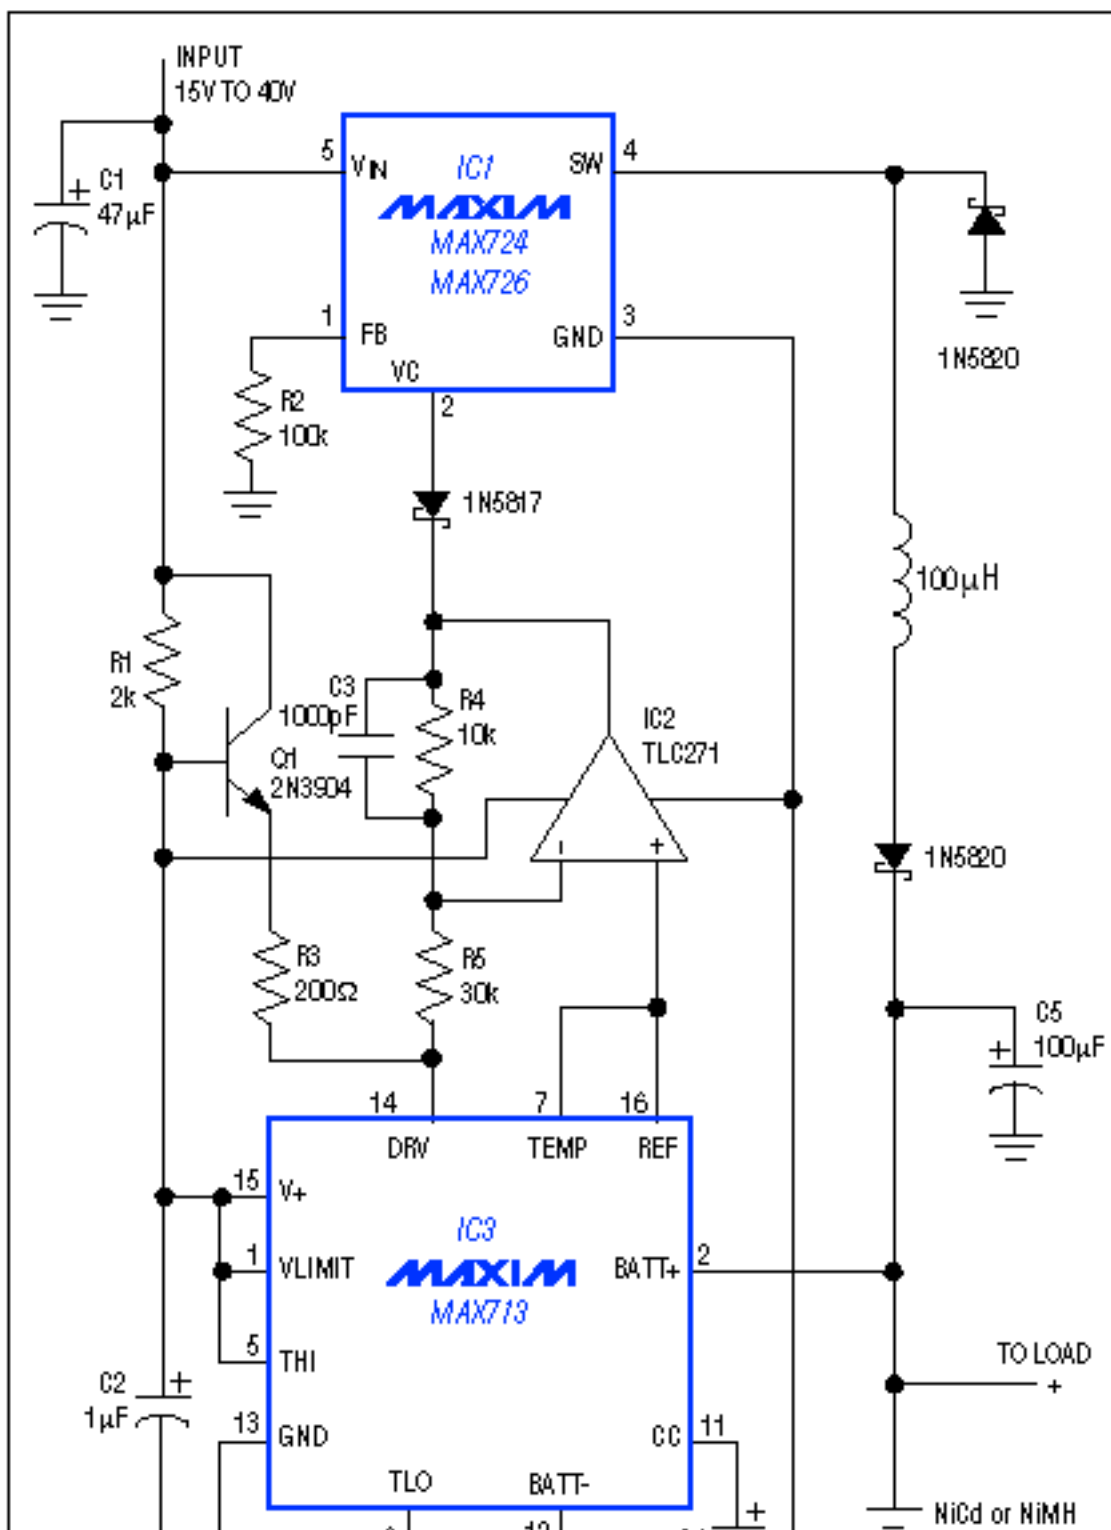 INPUT
15V TO 40V
C1
47µF
+
5
VIN
IC1
MAXIM
MAX724
MAX726
SW
4
1
FB
VC
2
GND
3
1N5820
R2
100k
1N5817
100µH
R1
2k
C3
1000pF
R4
10k
Q1
2N3904
IC2
TLC271
-
+
1N5820
R3
200Ω
R5
30k
C5
100µF
+
14
7
16
DRV
TEMP
REF
15
V+
IC3
MAXIM
MAX713
1
VLIMIT
BATT+
2
5
THI
TO LOAD
+
C2
1µF
+
13
GND
CC
11
TLO
BATT-
+
NiCd or NiMH
12